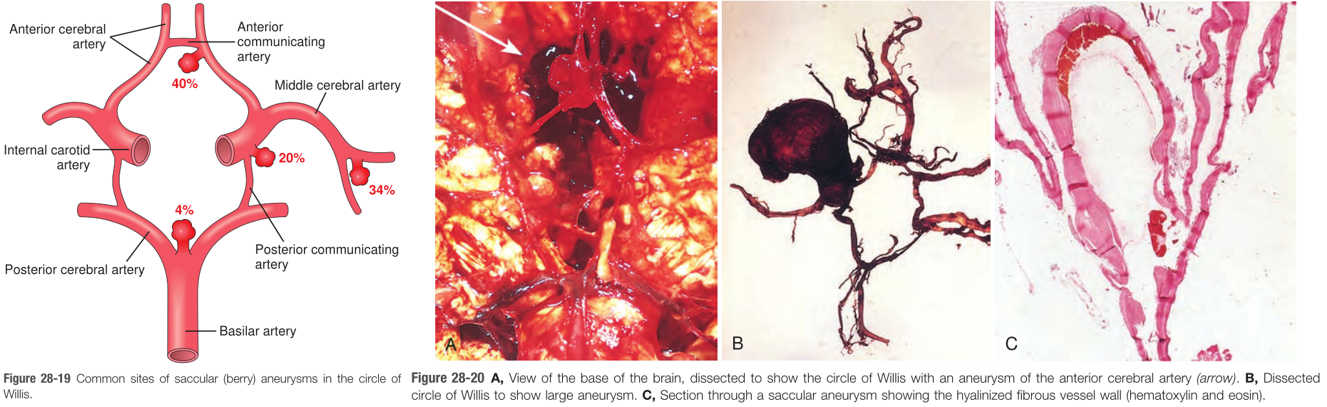 Anterior cerebral
artery
Anterior
communicating
artery
40%
Middle cerebral artery
Internal carotid
artery
20%
34%
4%
Posterior cerebral artery
Posterior communicating
artery
Basilar artery
Figure 28-19 Common sites of saccular (berry) aneurysms in the circle of
Willis.
A
B
C
Figure 28-20 A, View of the base of the brain, dissected to show the circle of Willis with an aneurysm of the anterior cerebral artery (arrow). B, Dissected
circle of Willis to show large aneurysm. C, Section through a saccular aneurysm showing the hyalinized fibrous vessel wall (hematoxylin and eosin).